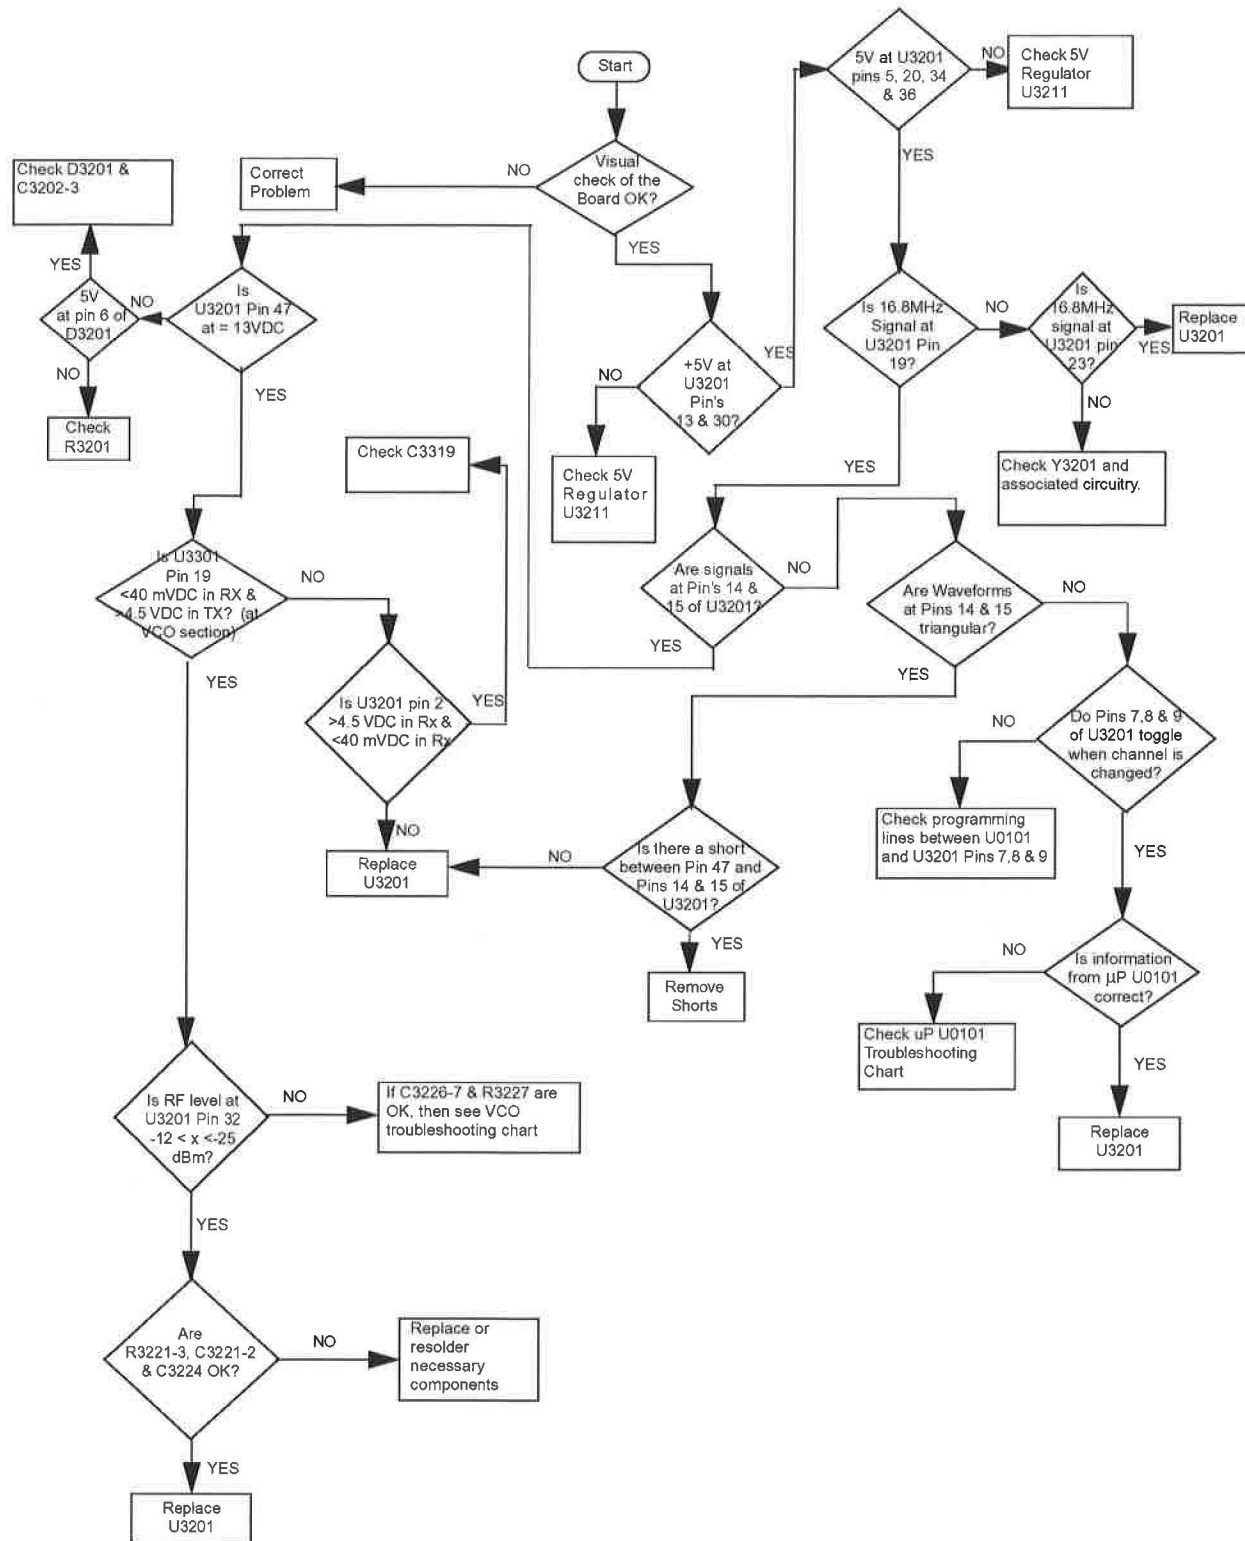 Start
Visual
check of the
Board OK?
NO
Correct
Problem
YES
+5V at
U3201
Pin's
13 & 30?
NO
Check 5V
Regulator
U3211
YES
5V at U3201
pins 5, 20, 34
& 36
NO
Check 5V
Regulator
U3211
YES
Is 16.8MHz
Signal at
U3201 Pin
19?
NO
Is
16.8MHz
signal at
U3201 pin
23?
YES
Replace
U3201
NO
Check Y3201 and
associated circuitry.
YES
Are signals
at Pin's 14 &
15 of U3201?
NO
Are Waveforms
at Pins 14 & 15
triangular?
NO
Do Pins 7,8 & 9
of U3201 toggle
when channel is
changed?
NO
Check programming
lines between U0101
and U3201 Pins 7,8 & 9
YES
Is information
from µP U0101
correct?
NO
Check uP U0101
Troubleshooting
Chart
YES
Replace
U3201
YES
Is there a short
between Pin 47 and
Pins 14 & 15 of
U3201?
NO
Replace
U3201
YES
Remove
Shorts
YES
Is
U3201 Pin 47
at = 13VDC
NO
5V
at pin 6 of
D3201
YES
Check D3201 &
C3202-3
NO
Check
R3201
YES
Is U3301
Pin 19
<40 mVDC in RX &
>4.5 VDC in TX? (at
VCO section)
NO
Is U3201 pin 2
>4.5 VDC in Rx &
<40 mVDC in Rx
YES
Check C3319
NO
YES
Is RF level at
U3201 Pin 32
-12 < x <-25
dBm?
NO
If C3226-7 & R3227 are
OK, then see VCO
troubleshooting chart
YES
Are
R3221-3, C3221-2
& C3224 OK?
NO
Replace or
resolder
necessary
components
YES
Replace
U3201